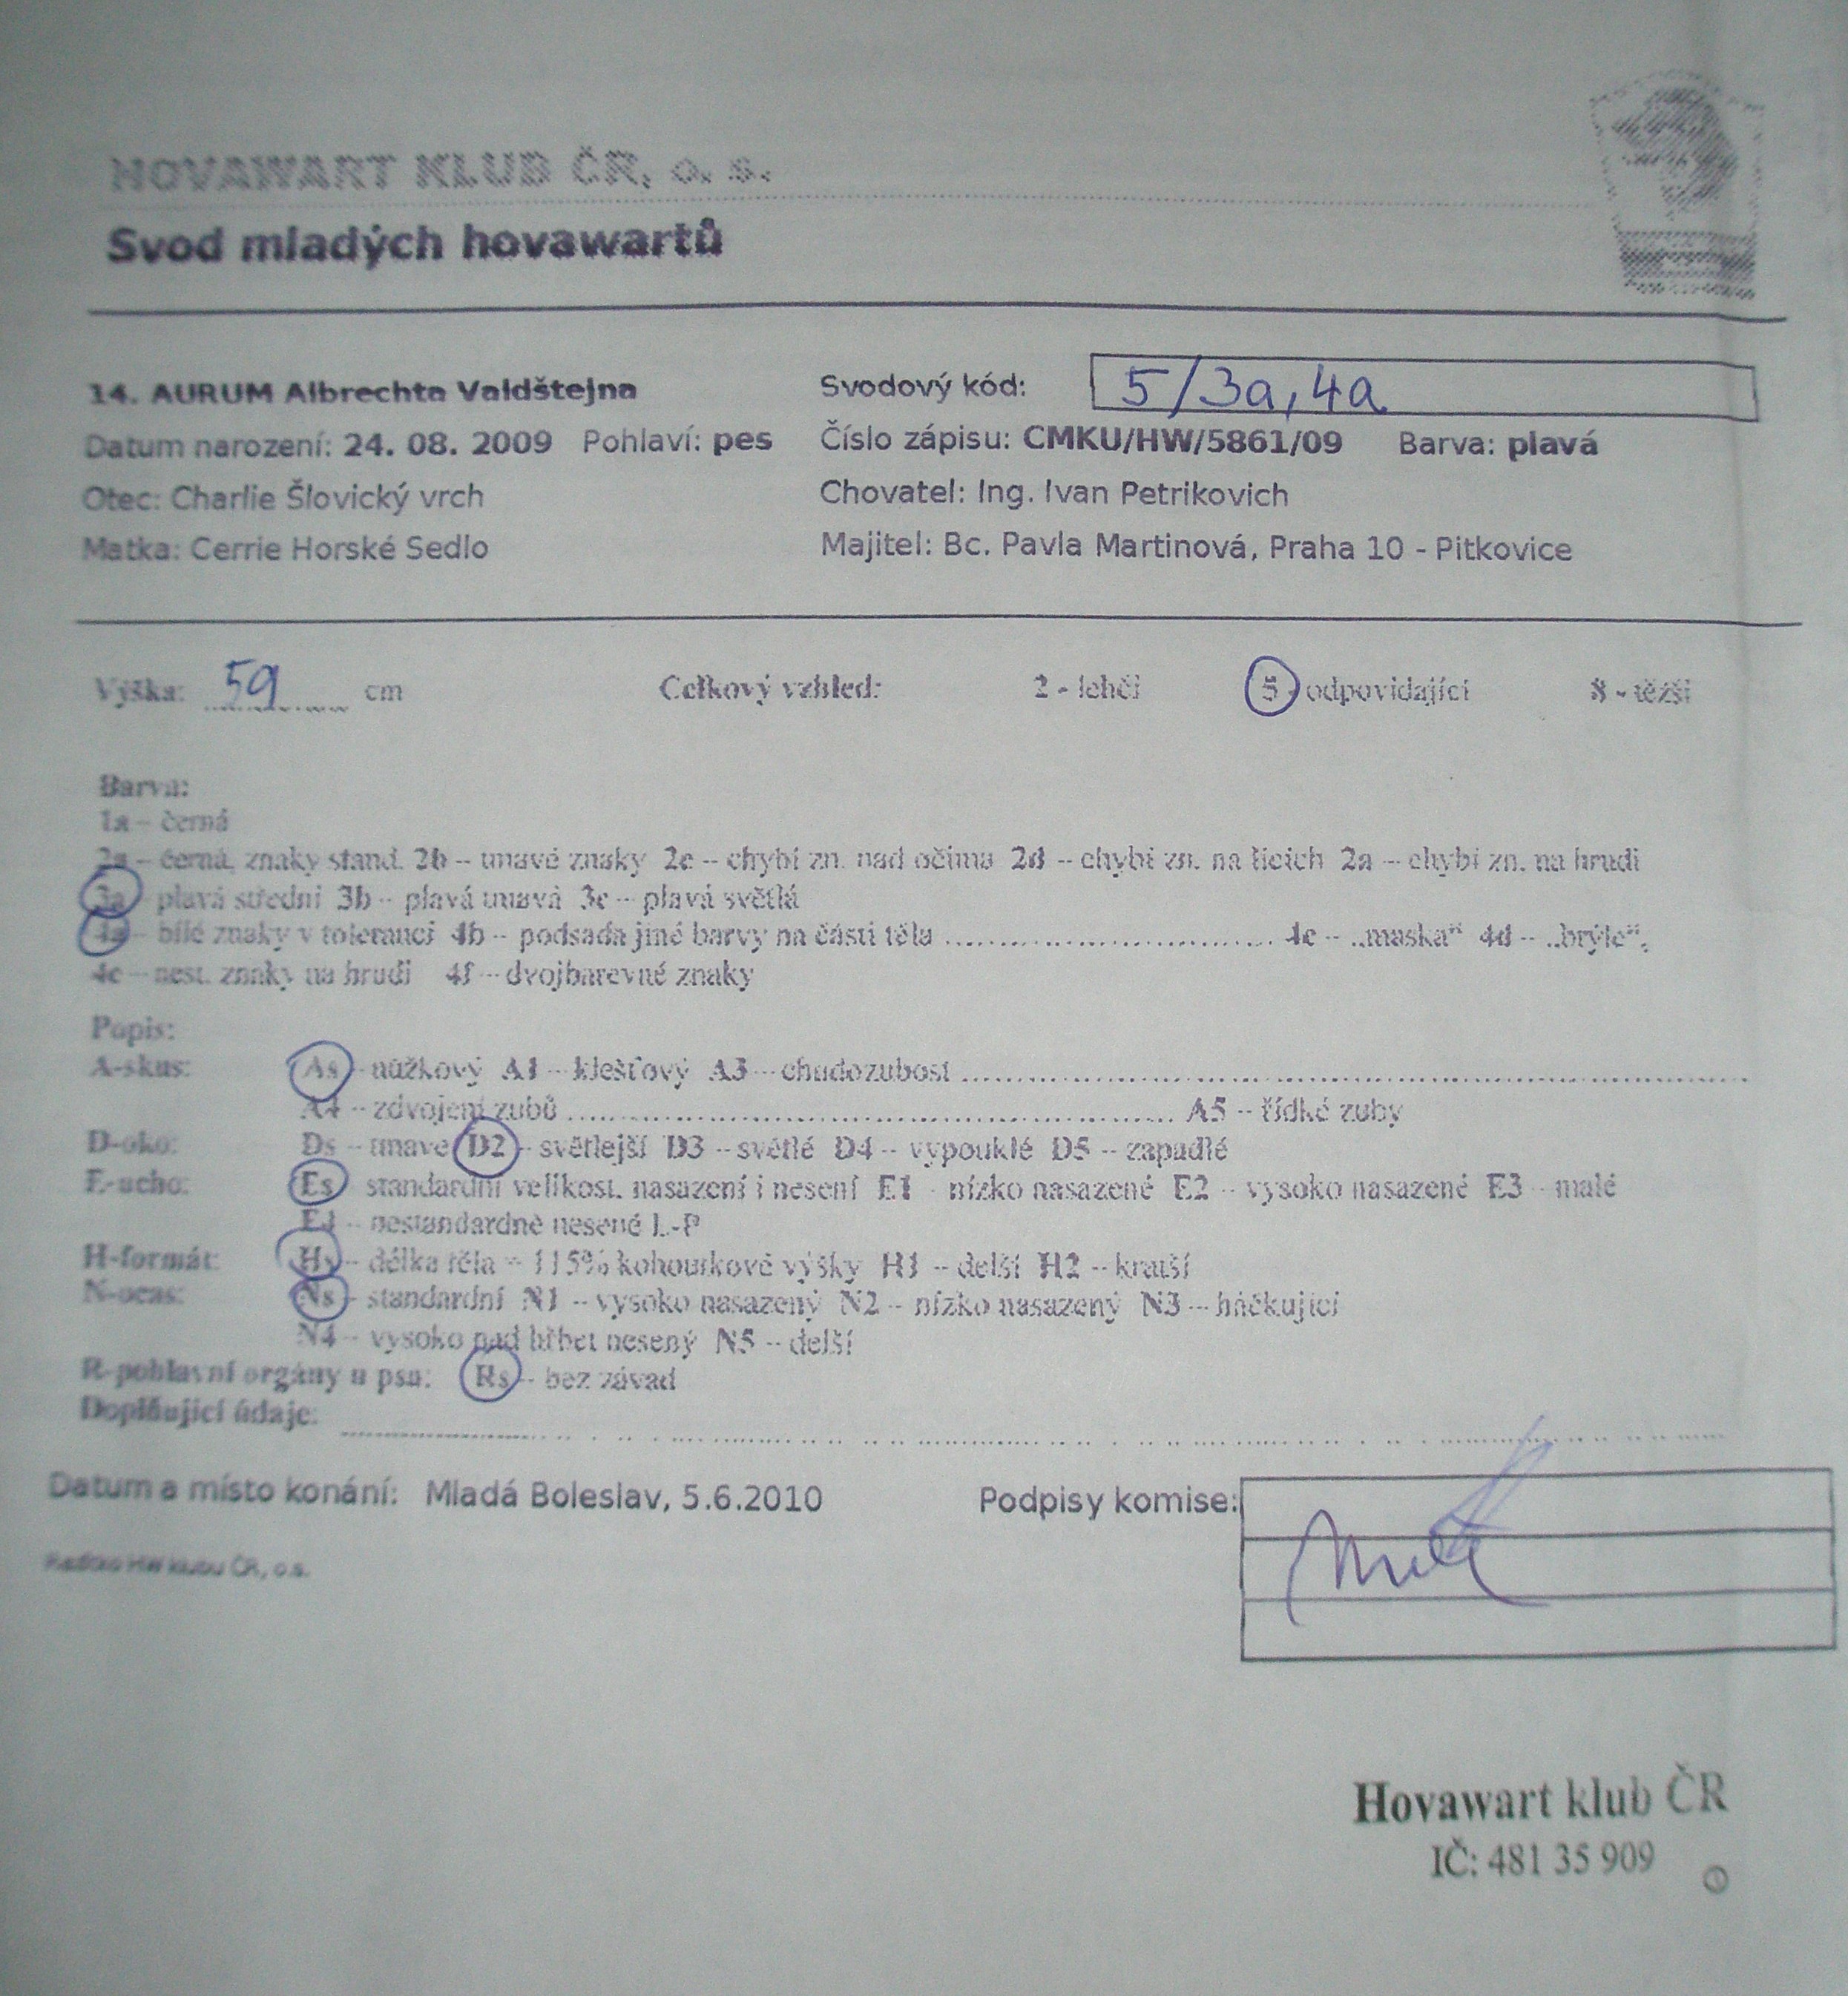 HOVAWART KLUB ČR, o. s.
Svod mladých hovawartů
14. AURUM Albrechta Valdštejna
Svodový kód: 5/3a,4a
Datum narození: 24. 08. 2009 Pohlaví: pes Číslo zápisu: CMKU/HW/5861/09 Barva: plavá
Otec: Charlie Šlovický vrch Chovatel: Ing. Ivan Petrikovich
Matka: Cerrie Horské Sedlo Majitel: Bc. Pavla Martinová, Praha 10 - Pitkovice
Výška: 59 cm Celkový vzhled: 2 - lehčí 5 - odpovidající 8 - těžší
Barva:
1a – černá
2a – černá, znaky stand. 2b – tmavé znaky 2c – chybí zn. nad očima 2d – chybí zn. na lících 2a – chybí zn. na hrudi
3a – plavá střední 3b – plavá tmavá 3c – plavá světlá
4a – bílé znaky v toleranci 4b – podsada jiné barvy na části těla ................................ 4c – „maska“ 4d – „brýle“,
4e – nest. znaky na hrudi 4f – dvojbarevné znaky
Popis:
A-skus: As – nůžkový A1 – klešťový A3 – chudozubost ................................
A4 – zdvojení zubů ................................ A5 – řídké zuby
D-oko: Ds – tmavé D2 – světlejší D3 – světlé D4 – vypouklé D5 – zapadlé
E-ucho: Es – standardní velikost, nasazení i nesení E1 – nízko nasazené E2 – vysoko nasazené E3 – malé
E4 – nestandardně nesené L-P
H-formát: Hs – délka těla = 115% kohoutkové výšky H1 – delší H2 – kratší
N-ocas: Ns – standardní N1 – vysoko nasazený N2 – nízko nasazený N3 – háčkující
N4 – vysoko nad hřbet nesený N5 – delší
R-pohlavní orgány u psa: Rs – bez závad
Doplňující údaje: ................................
Datum a místo konání: Mladá Boleslav, 5.6.2010 Podpisy komise:
HW klubu ČR, o.s.
Hovawart klub ČR
IČ: 481 35 909